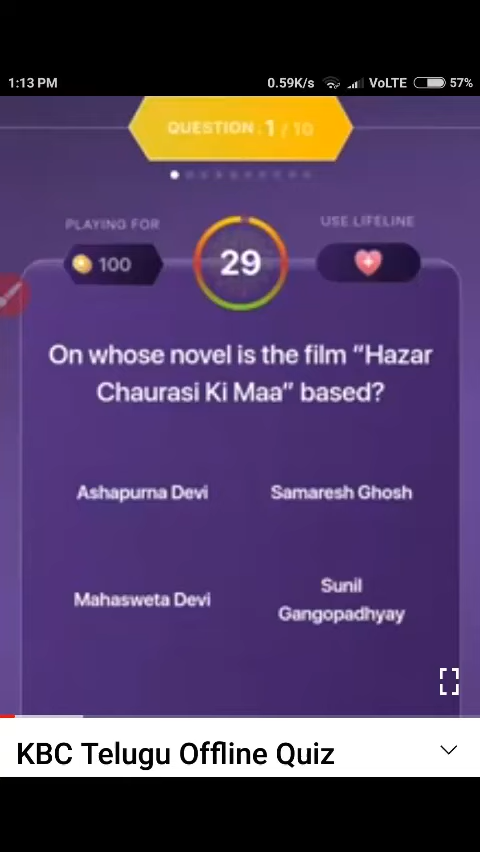 1:13 PM 0.59K/s VoLTE 57%
QUESTION . 1 / 10
PLAYING FOR
USE LIFELINE
100
29
On whose novel is the film "Hazar
Chaurasi Ki Maa" based?
Ashapurna Devi
Samaresh Ghosh
Mahasweta Devi
Sunil
Gangopadhyay
KBC Telugu Offline Quiz